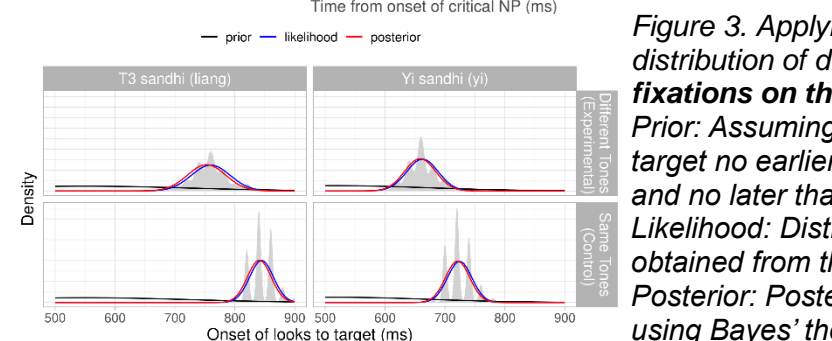 Time from onset of critical NP (ms)
prior likelihood posterior
T3 sandhi (liang) Yi sandhi (yi)
Different Tones
(Experimental)
Same Tones
(Control)
Density
500 600 700 800 900 500 600 700 800 900
Onset of looks to target (ms)
Figure 3. Applyi
distribution of d
fixations on th
Prior: Assuming
target no earlier
and no later tha
Likelihood: Distr
obtained from th
Posterior: Poste
using Bayes' the